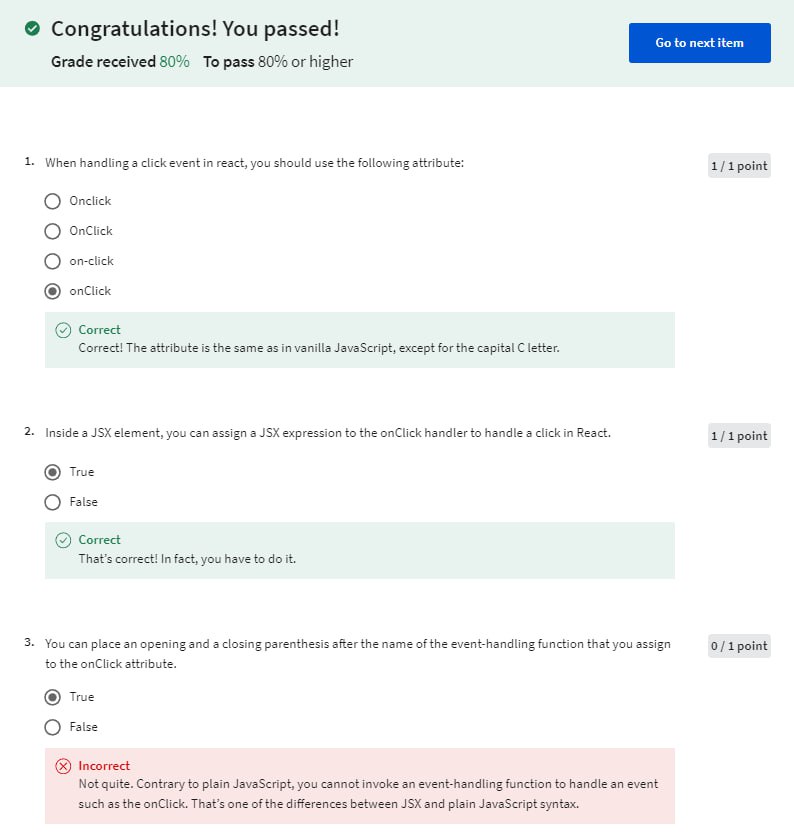 Congratulations! You passed!
Grade received 80% To pass 80% or higher
Go to next item
1. When handling a click event in react, you should use the following attribute:
1 / 1 point
Onclick
OnClick
on-click
onClick
Correct
Correct! The attribute is the same as in vanilla JavaScript, except for the capital C letter.
2. Inside a JSX element, you can assign a JSX expression to the onClick handler to handle a click in React.
1 / 1 point
True
False
Correct
That's correct! In fact, you have to do it.
3. You can place an opening and a closing parenthesis after the name of the event-handling function that you assign
to the onClick attribute.
0 / 1 point
True
False
Incorrect
Not quite. Contrary to plain JavaScript, you cannot invoke an event-handling function to handle an event
such as the onClick. That's one of the differences between JSX and plain JavaScript syntax.